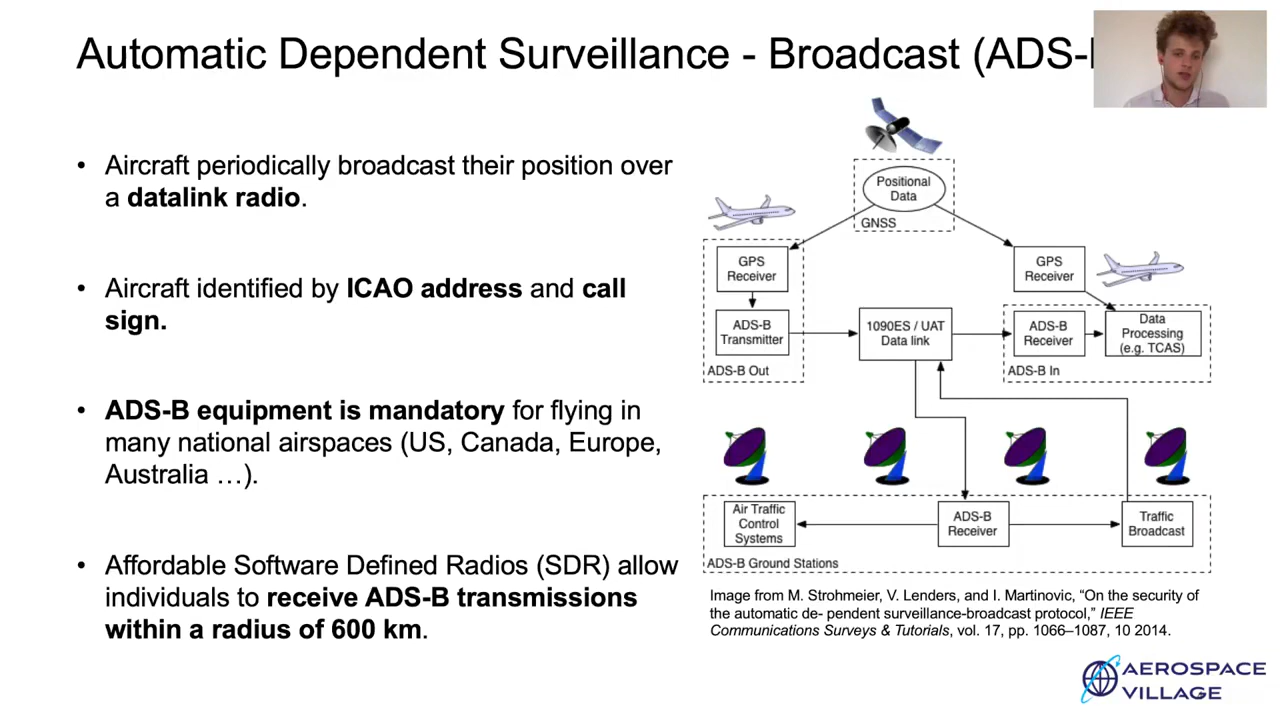 Automatic Dependent Surveillance - Broadcast (ADS-
• Aircraft periodically broadcast their position over
a datalink radio.
• Aircraft identified by ICAO address and call
sign.
• ADS-B equipment is mandatory for flying in
many national airspaces (US, Canada, Europe,
Australia …).
• Affordable Software Defined Radios (SDR) allow
individuals to receive ADS-B transmissions
within a radius of 600 km.
Positional
Data
GNSS
GPS
Receiver
ADS-B
Transmitter
ADS-B Out
1090ES / UAT
Data link
GPS
Receiver
ADS-B
Receiver
Data
Processing
(e.g. TCAS)
ADS-B In
Air Traffic
Control
Systems
ADS-B
Receiver
Traffic
Broadcast
ADS-B Ground Stations
Image from M. Strohmeier, V. Lenders, and I. Martinovic, “On the security of
the automatic de- pendent surveillance-broadcast protocol,” IEEE
Communications Surveys & Tutorials, vol. 17, pp. 1066–1087, 10 2014.
AEROSPACE
VILLAGE